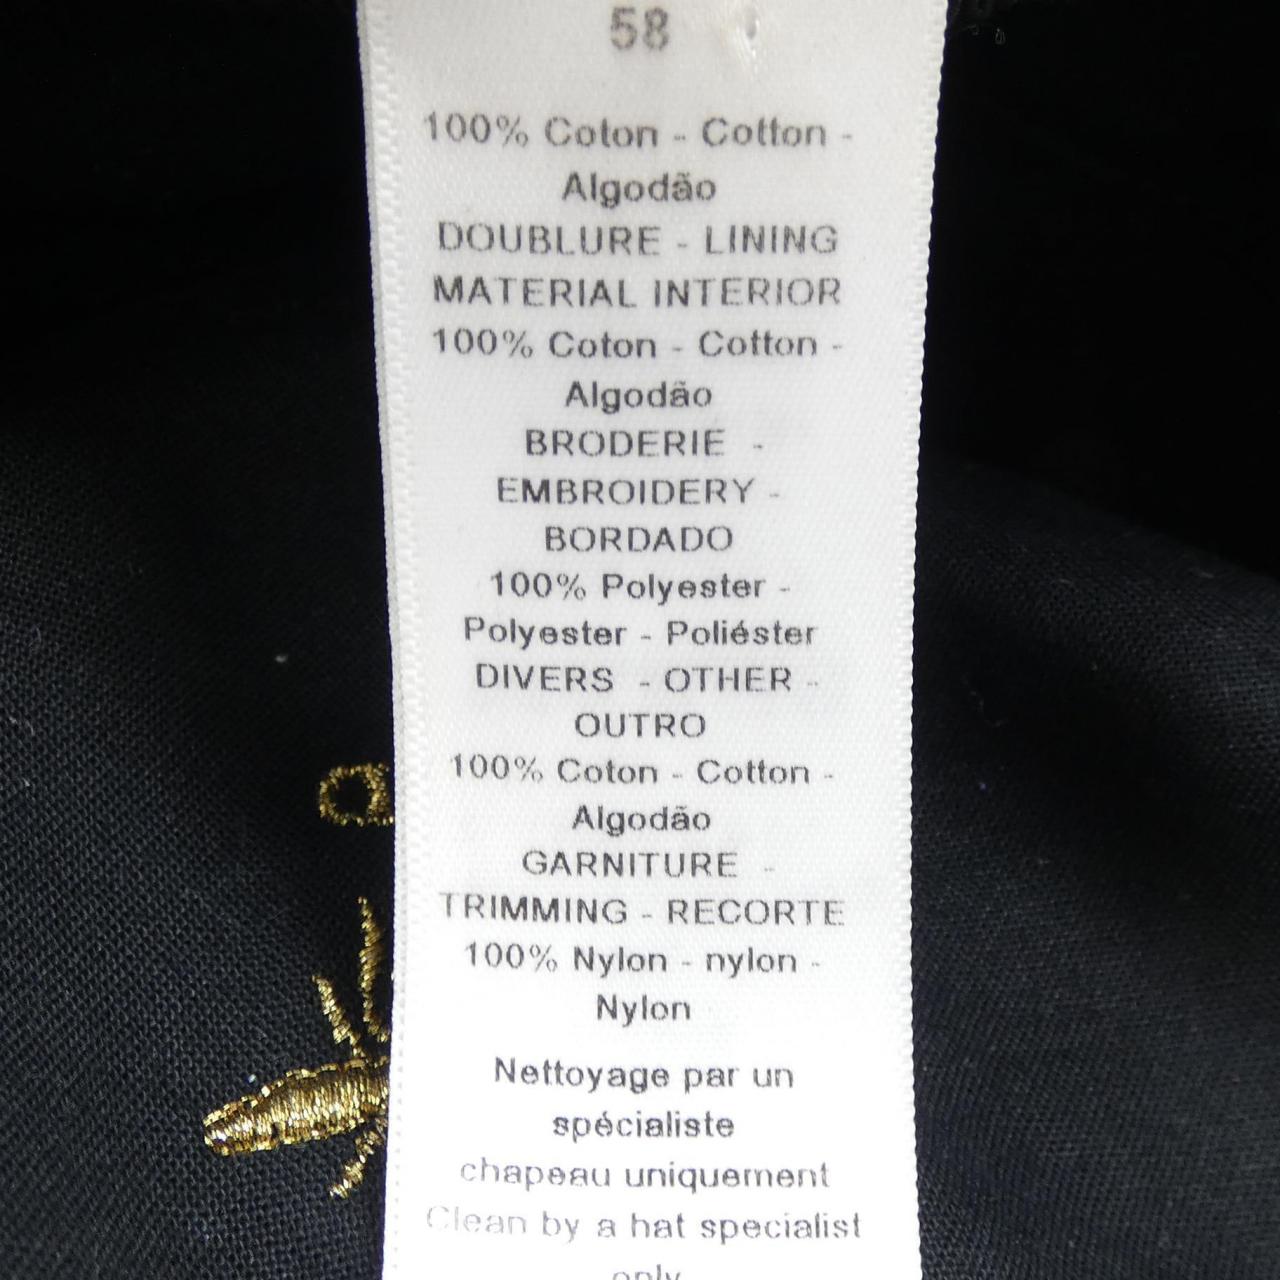 58
100% Coton - Cotton -
Algodão
DOUBLURE - LINING
MATERIAL INTERIOR
100% Coton - Cotton -
Algodão
BRODERIE -
EMBROIDERY -
BORDADO
100% Polyester -
Polyester - Poliéster
DIVERS - OTHER -
OUTRO
100% Coton - Cotton -
Algodão
GARNITURE -
TRIMMING - RECORTE
100% Nylon - nylon -
Nylon
Nettoyage par un
spécialiste
chapeau uniquement
Clean by a hat specialist
only